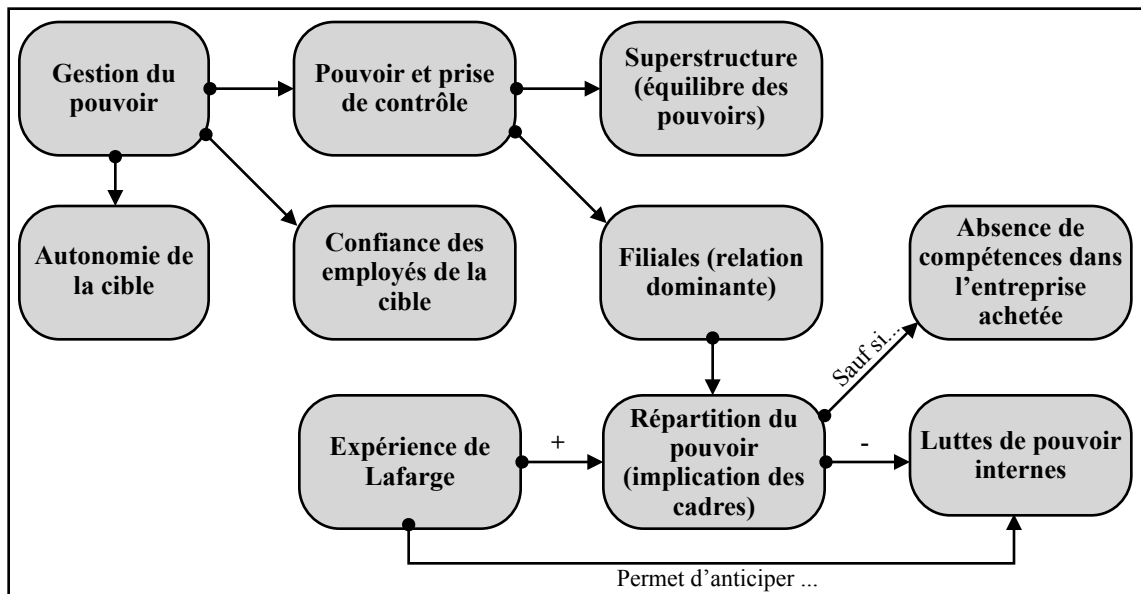 Gestion du
pouvoir
Pouvoir et prise
de contrôle
Superstructure
(équilibre des
pouvoirs)
Autonomie de
la cible
Confiance des
employés de la
cible
Filiales (relation
dominante)
Absence de
compétences dans
l’entreprise
achetée
Sauf si...
Expérience de
Lafarge
+
Répartition du
pouvoir
(implication des
cadres)
-
Luttes de pouvoir
internes
Permet d’anticiper ...